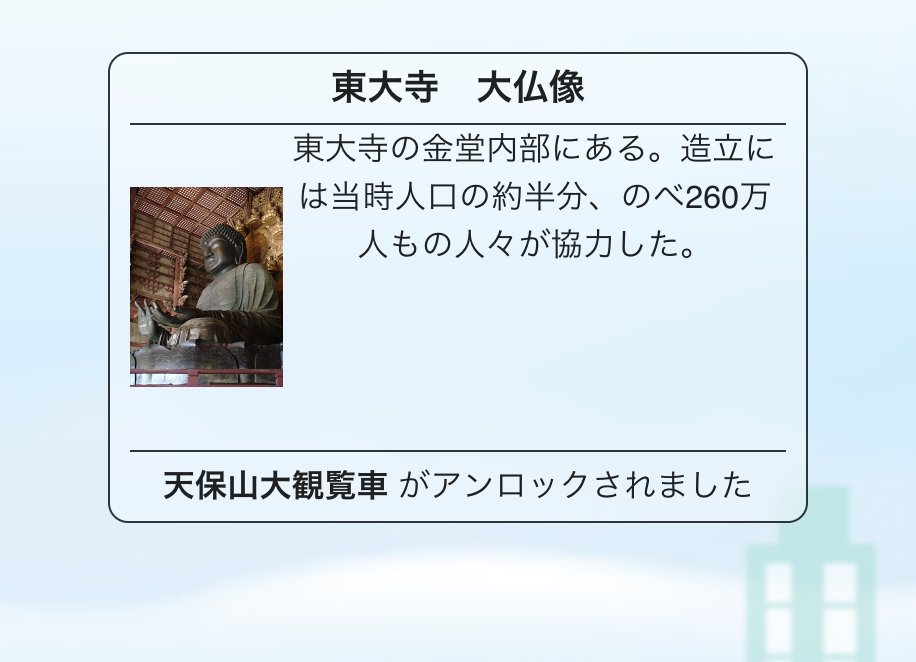 東大寺　大仏像
東大寺の金堂内部にある。造立に
は当時人口の約半分、のべ260万
人もの人々が協力した。
天保山大観覧車 がアンロックされました